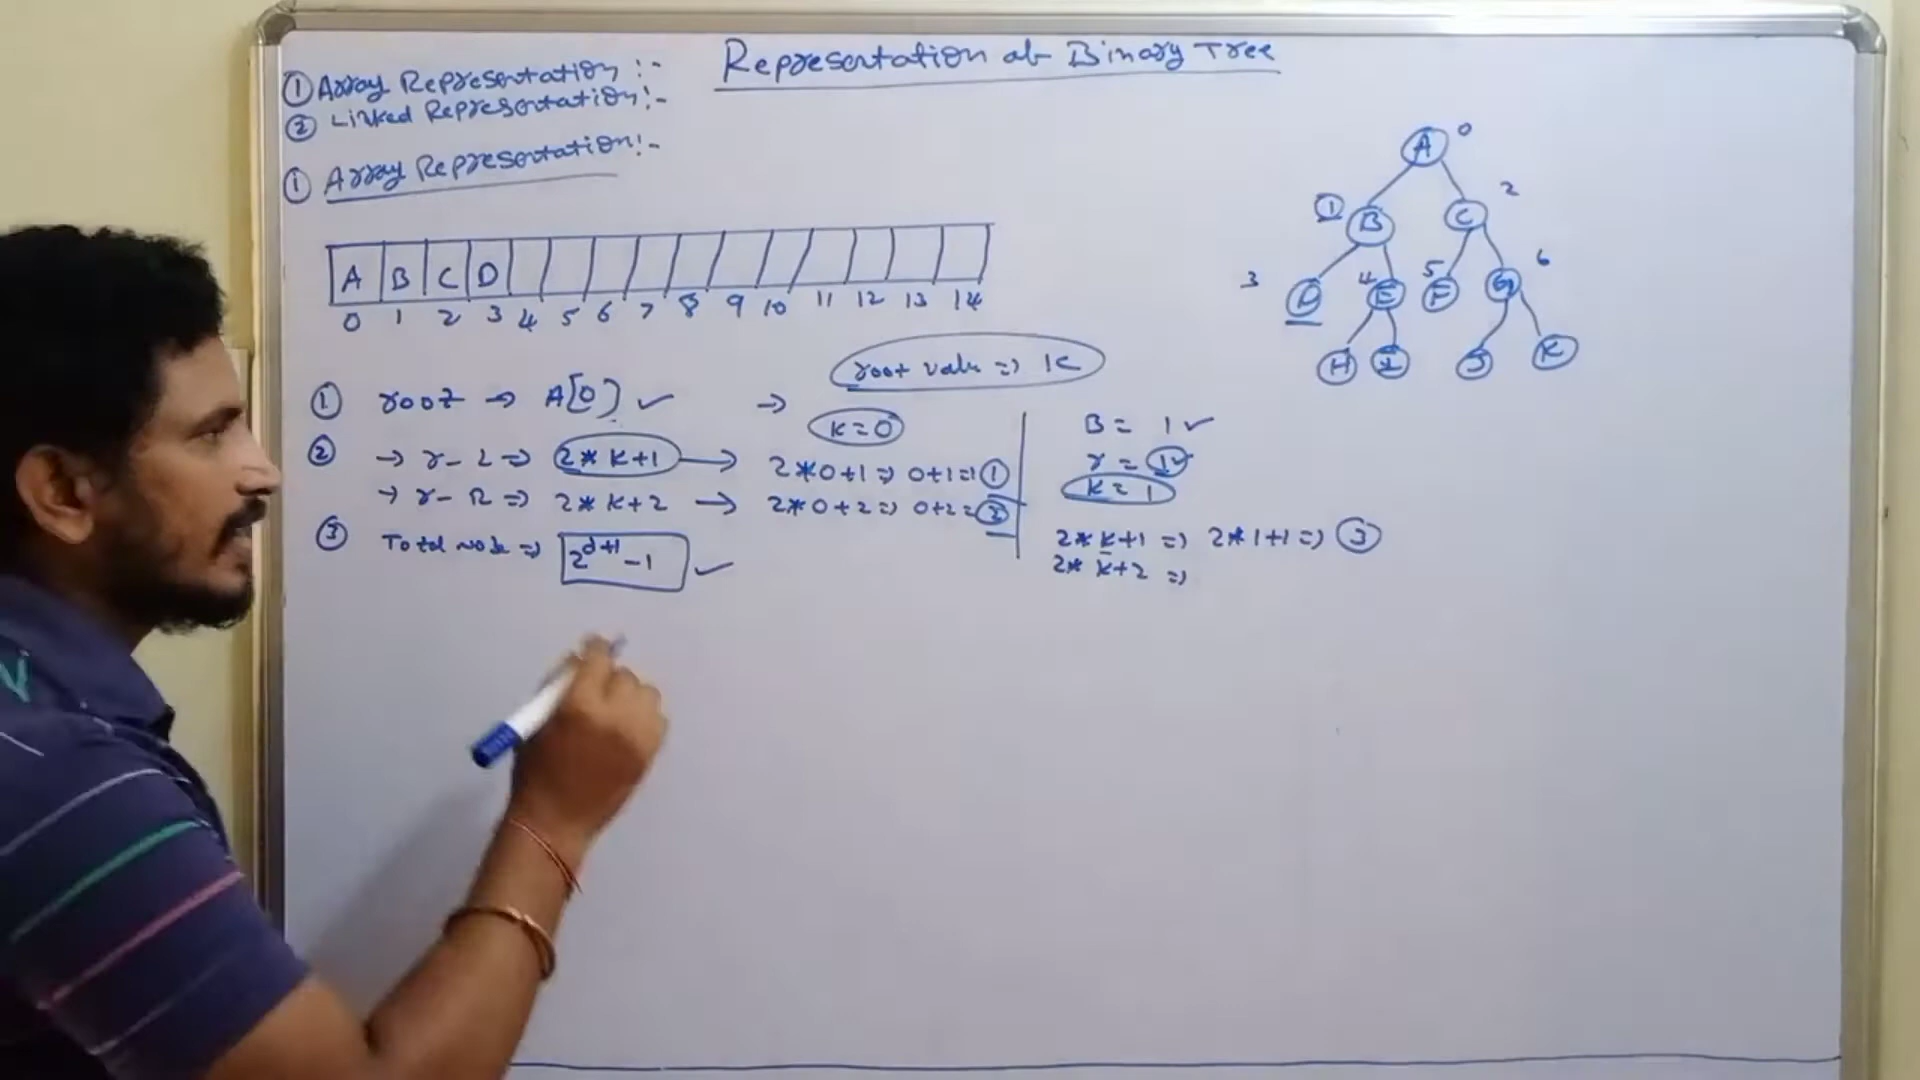 Representation of Binary Tree
① Array Representation :-
② Linked Representation :-
① Array Representation :-
A B C D
0 1 2 3 4 5 6 7 8 9 10 11 12 13 14
root value => K
① root → A[0] ✓ →
K = 0
② → r - L => 2 * K + 1 → 2 * 0 + 1 => 0 + 1 => 1
→ r - R => 2 * K + 2 → 2 * 0 + 2 => 0 + 2 = 2
③ Total node => 2^d+1 - 1 ✓
B = 1 ✓
r = 1 ✓
K = 1
2 * K + 1 => 2 * 1 + 1 => 3
2 * K + 2 =>
A 0
1 B C 2
3 D 4 E 5 F G 6
H I J K